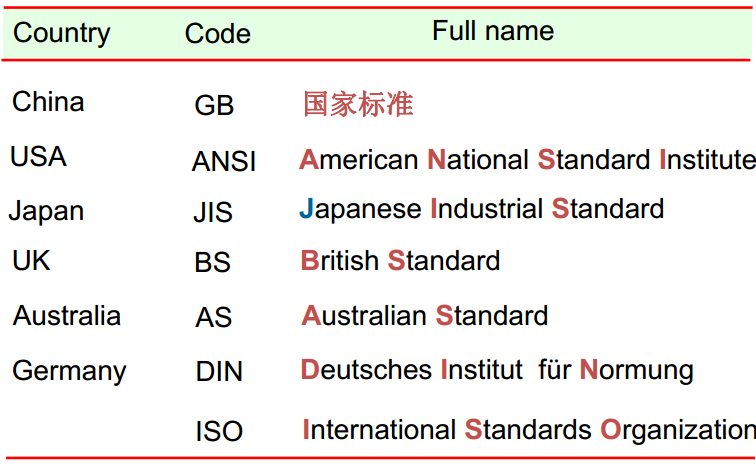 Country Code Full name
China GB 国家标准
USA ANSI American National Standard Institute
Japan JIS Japanese Industrial Standard
UK BS British Standard
Australia AS Australian Standard
Germany DIN Deutsches Institut für Normung
ISO International Standards Organization